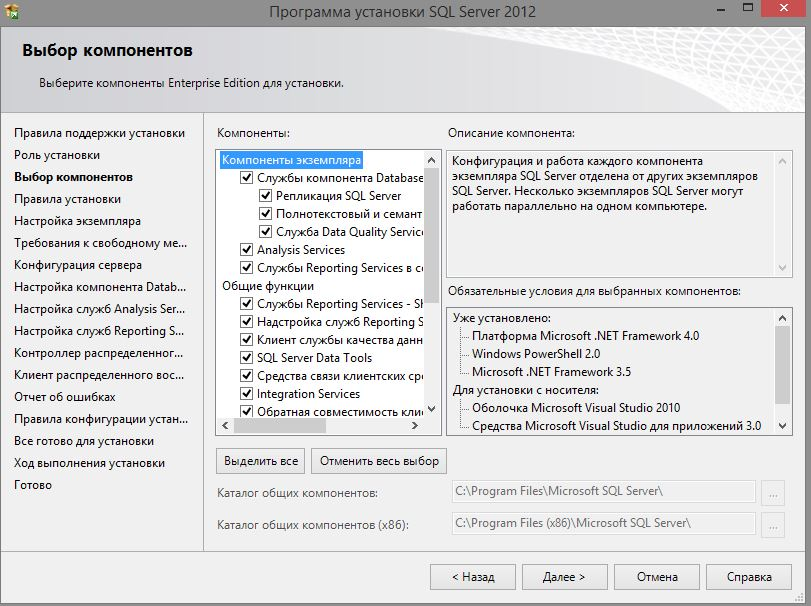 Программа установки SQL Server 2012
Выбор компонентов
Выберите компоненты Enterprise Edition для установки.
Правила поддержки установки
Роль установки
Выбор компонентов
Правила установки
Настройка экземпляра
Требования к свободному ме...
Конфигурация сервера
Настройка компонента Datab...
Настройка служб Analysis Ser...
Настройка служб Reporting S...
Контроллер распределенног...
Клиент распределенного вос...
Отчет об ошибках
Правила конфигурации устан...
Все готово для установки
Ход выполнения установки
Готово
Компоненты:
Компоненты экземпляра
Службы компонента Database
Репликация SQL Server
Полнотекстовый и семант
Служба Data Quality Servic
Analysis Services
Службы Reporting Services в с
Общие функции
Службы Reporting Services - Sh
Надстройка служб Reporting S
Клиент службы качества данн
SQL Server Data Tools
Средства связи клиентских ср
Integration Services
Обратная совместимость кли
Выделить все
Отменить весь выбор
Описание компонента:
Конфигурация и работа каждого компонента
экземпляра SQL Server отделена от других экземпляров
SQL Server. Несколько экземпляров SQL Server могут
работать параллельно на одном компьютере.
Обязательные условия для выбранных компонентов:
Уже установлено:
Платформа Microsoft .NET Framework 4.0
Windows PowerShell 2.0
Microsoft .NET Framework 3.5
Для установки с носителя:
Оболочка Microsoft Visual Studio 2010
Средства Microsoft Visual Studio для приложений 3.0
Каталог общих компонентов:
C:\Program Files\Microsoft SQL Server\
...
Каталог общих компонентов (x86):
C:\Program Files (x86)\Microsoft SQL Server\
...
< Назад
Далее >
Отмена
Справка